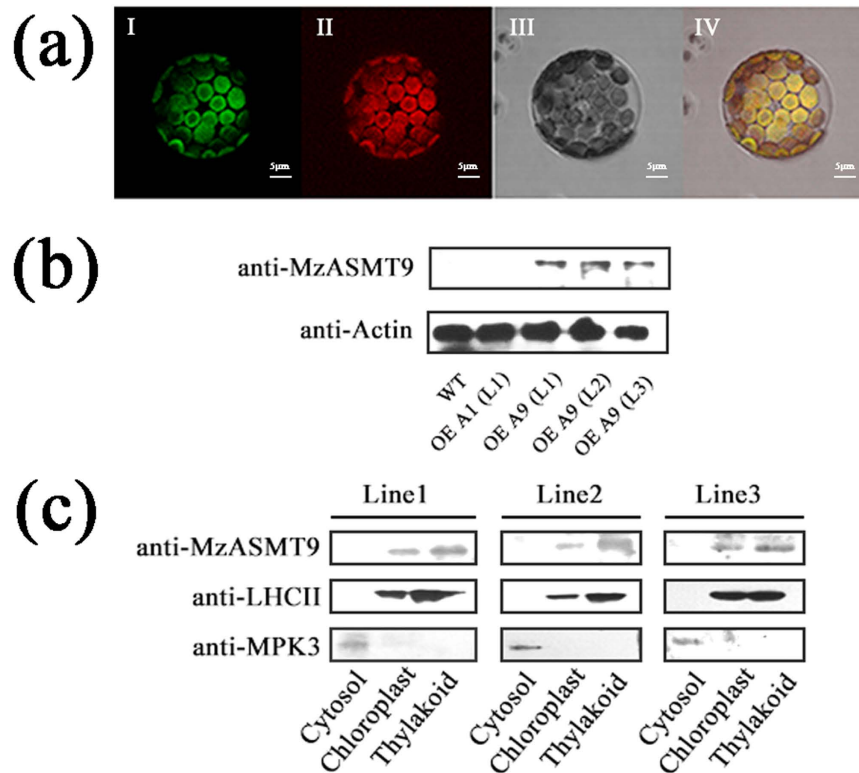 (a)
I II III IV
5μm 5μm 5μm 5μm
(b)
anti-MzASMT9
anti-Actin
WT
OE A1 (L1)
OE A9 (L1)
OE A9 (L2)
OE A9 (L3)
(c)
Line1 Line2 Line3
anti-MzASMT9
anti-LHCII
anti-MPK3
Cytosol
Chloroplast
Thylakoid
Cytosol
Chloroplast
Thylakoid
Cytosol
Chloroplast
Thylakoid